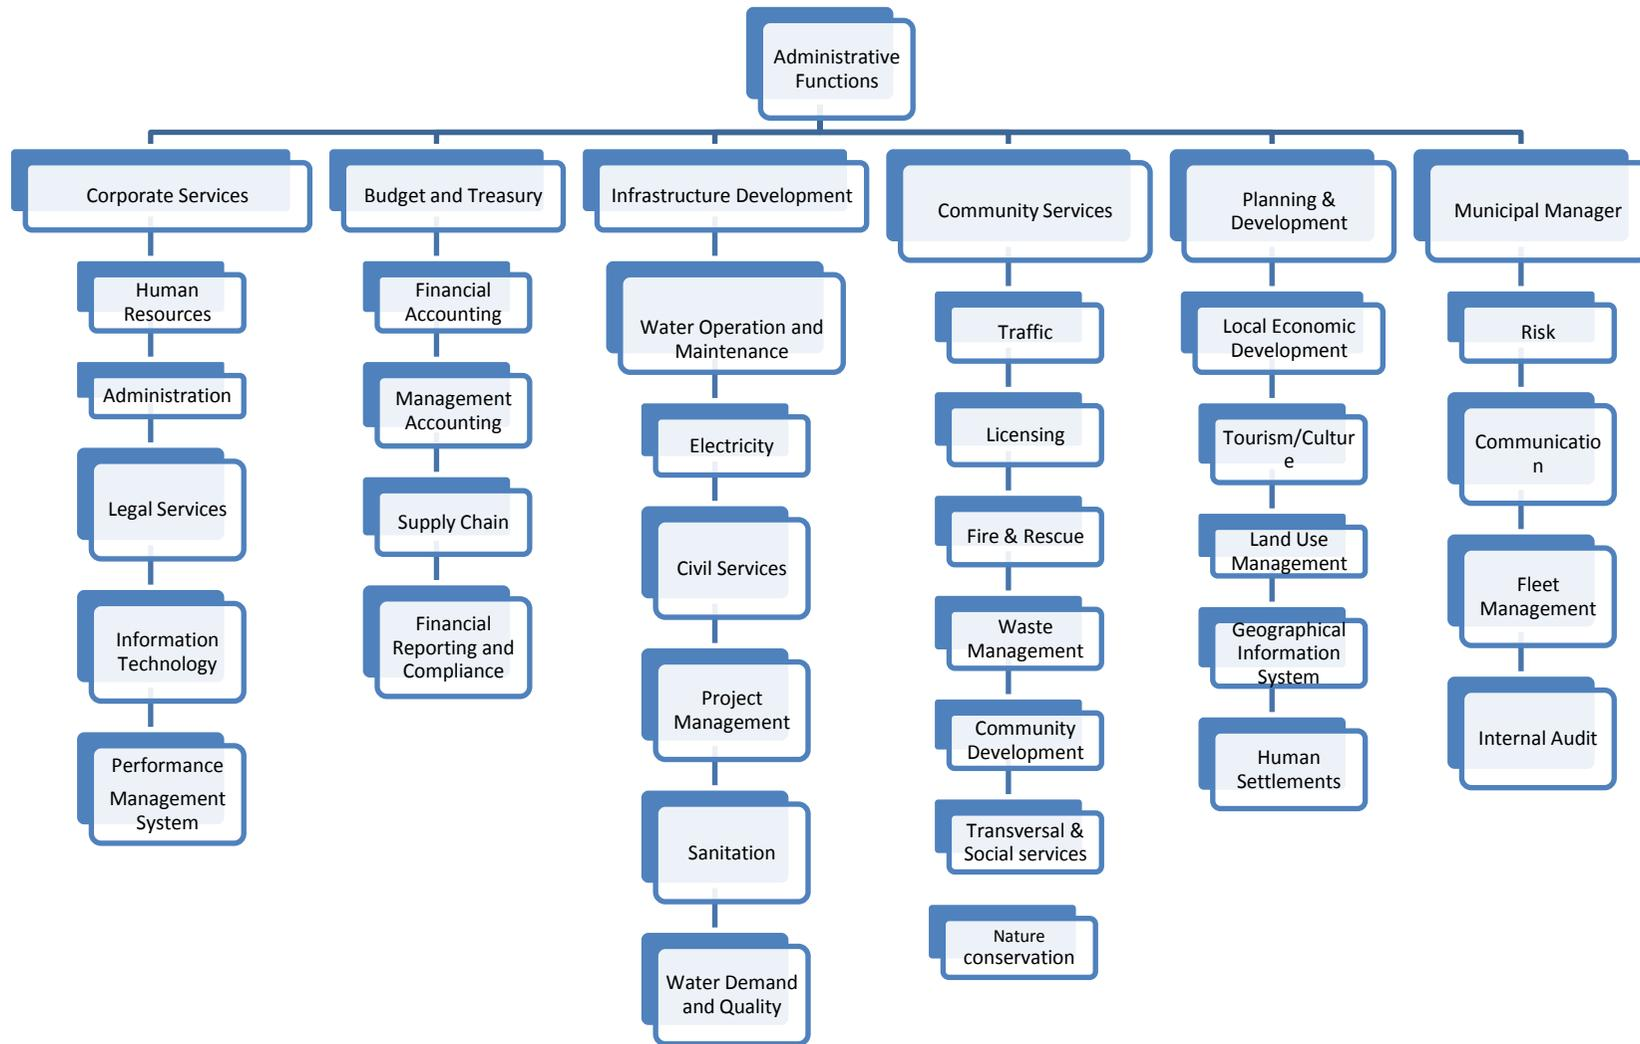 Administrative
Functions
Corporate Services
Human
Resources
Administration
Legal Services
Information
Technology
Performance
Management
System
Budget and Treasury
Financial
Accounting
Management
Accounting
Supply Chain
Financial
Reporting and
Compliance
Infrastructure Development
Water Operation and
Maintenance
Electricity
Civil Services
Project
Management
Sanitation
Water Demand
and Quality
Community Services
Traffic
Licensing
Fire & Rescue
Waste
Management
Community
Development
Transversal &
Social services
Nature
conservation
Planning &
Development
Local Economic
Development
Tourism/Cultur
e
Land Use
Management
Geographical
Information
System
Human
Settlements
Municipal Manager
Risk
Communicatio
n
Fleet
Management
Internal Audit